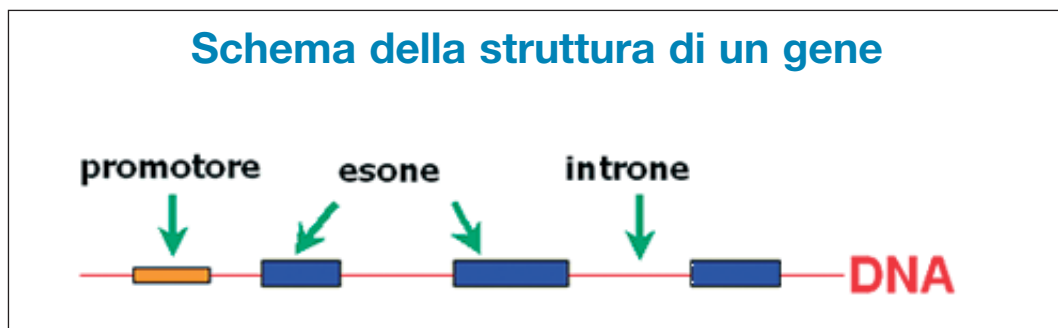 Schema della struttura di un gene
promotore esone introne
DNA